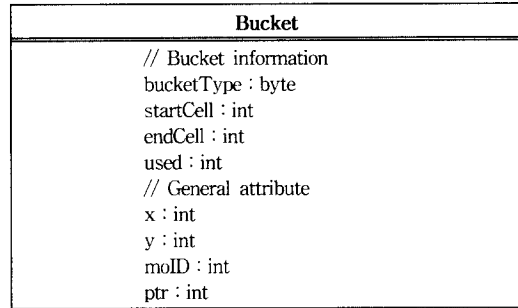 Bucket
// Bucket information
bucketType : byte
startCell : int
endCell : int
used : int
// General attribute
x : int
y : int
moID : int
ptr : int